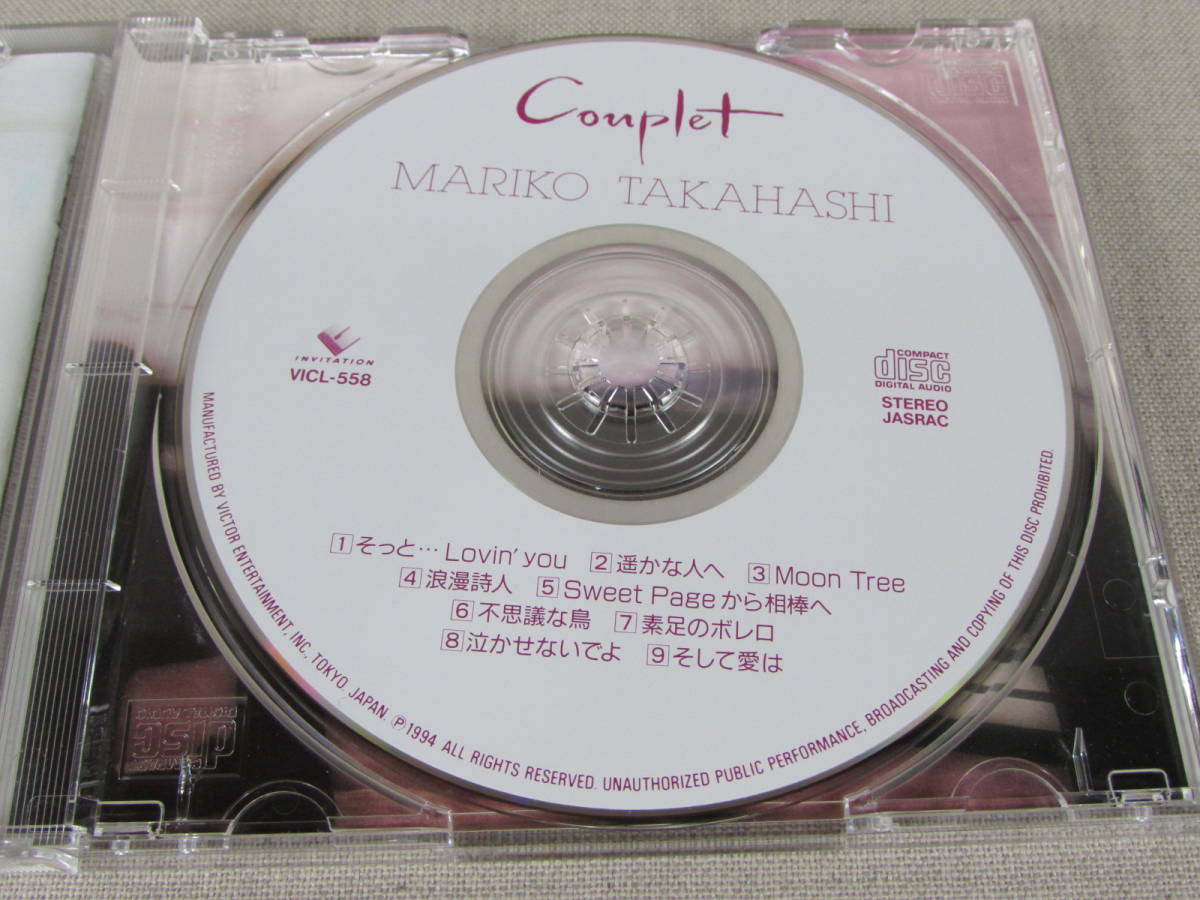 Couplet
MARIKO TAKAHASHI
INVITATION
VICL-558
COMPACT
disc
DIGITAL AUDIO
STEREO
JASRAC
1 そっと… Lovin' you 2 遥かな人へ 3 Moon Tree
4 浪漫詩人 5 Sweet Pageから相棒へ
6 不思議な鳥 7 素足のボレロ
8 泣かせないでよ 9 そして愛は
MANUFACTURED BY VICTOR ENTERTAINMENT, INC., TOKYO, JAPAN. ℗1994 ALL RIGHTS RESERVED. UNAUTHORIZED PUBLIC PERFORMANCE, BROADCASTING AND COPYING OF THIS DISC PROHIBITED.
disc
COMPACT
disc